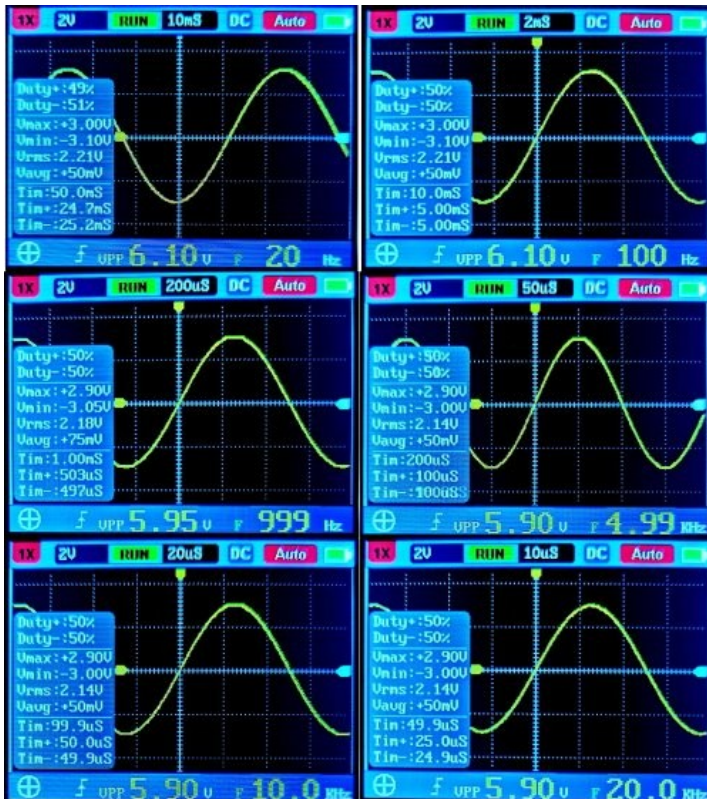 1X 2V RUN 10mS DC Auto
Duty+:49%
Duty-:51%
Vmax:+3.00V
Vmin:-3.10V
Vrms:2.21V
Vavg:+50mV
Tim:50.0mS
Tim+:24.7mS
Tim-:25.2mS
VPP 6.10 V F 20 Hz
1X 2V RUN 2mS DC Auto
Duty+:50%
Duty-:50%
Vmax:+3.00V
Vmin:-3.10V
Vrms:2.21V
Vavg:+50mV
Tim:10.0mS
Tim+:5.00mS
Tim-:5.00mS
VPP 6.10 V F 100 Hz
1X 2V RUN 200uS DC Auto
Duty+:50%
Duty-:50%
Vmax:+2.90V
Vmin:-3.05V
Vrms:2.18V
Vavg:+75mV
Tim:1.00mS
Tim+:503uS
Tim-:497uS
VPP 5.95 V F 999 Hz
1X 2V RUN 50uS DC Auto
Duty+:50%
Duty-:50%
Vmax:+2.90V
Vmin:-3.00V
Vrms:2.14V
Vavg:+50mV
Tim:200uS
Tim+:100uS
VPP 5.90 V F 4.99 KHz
1X 2V RUN 20uS DC Auto
Duty+:50%
Duty-:50%
Vmax:+2.90V
Vmin:-3.00V
Vrms:2.14V
Vavg:+50mV
Tim:99.9uS
Tim+:50.0uS
Tim-:49.9uS
VPP 5.90 V F 10.0 KHz
1X 2V RUN 10uS DC Auto
Duty+:50%
Duty-:50%
Vmax:+2.90V
Vmin:-3.00V
Vrms:2.14V
Vavg:+50mV
Tim:49.9uS
Tim+:25.0uS
Tim-:24.9uS
VPP 5.90 V F 20.0 KHz